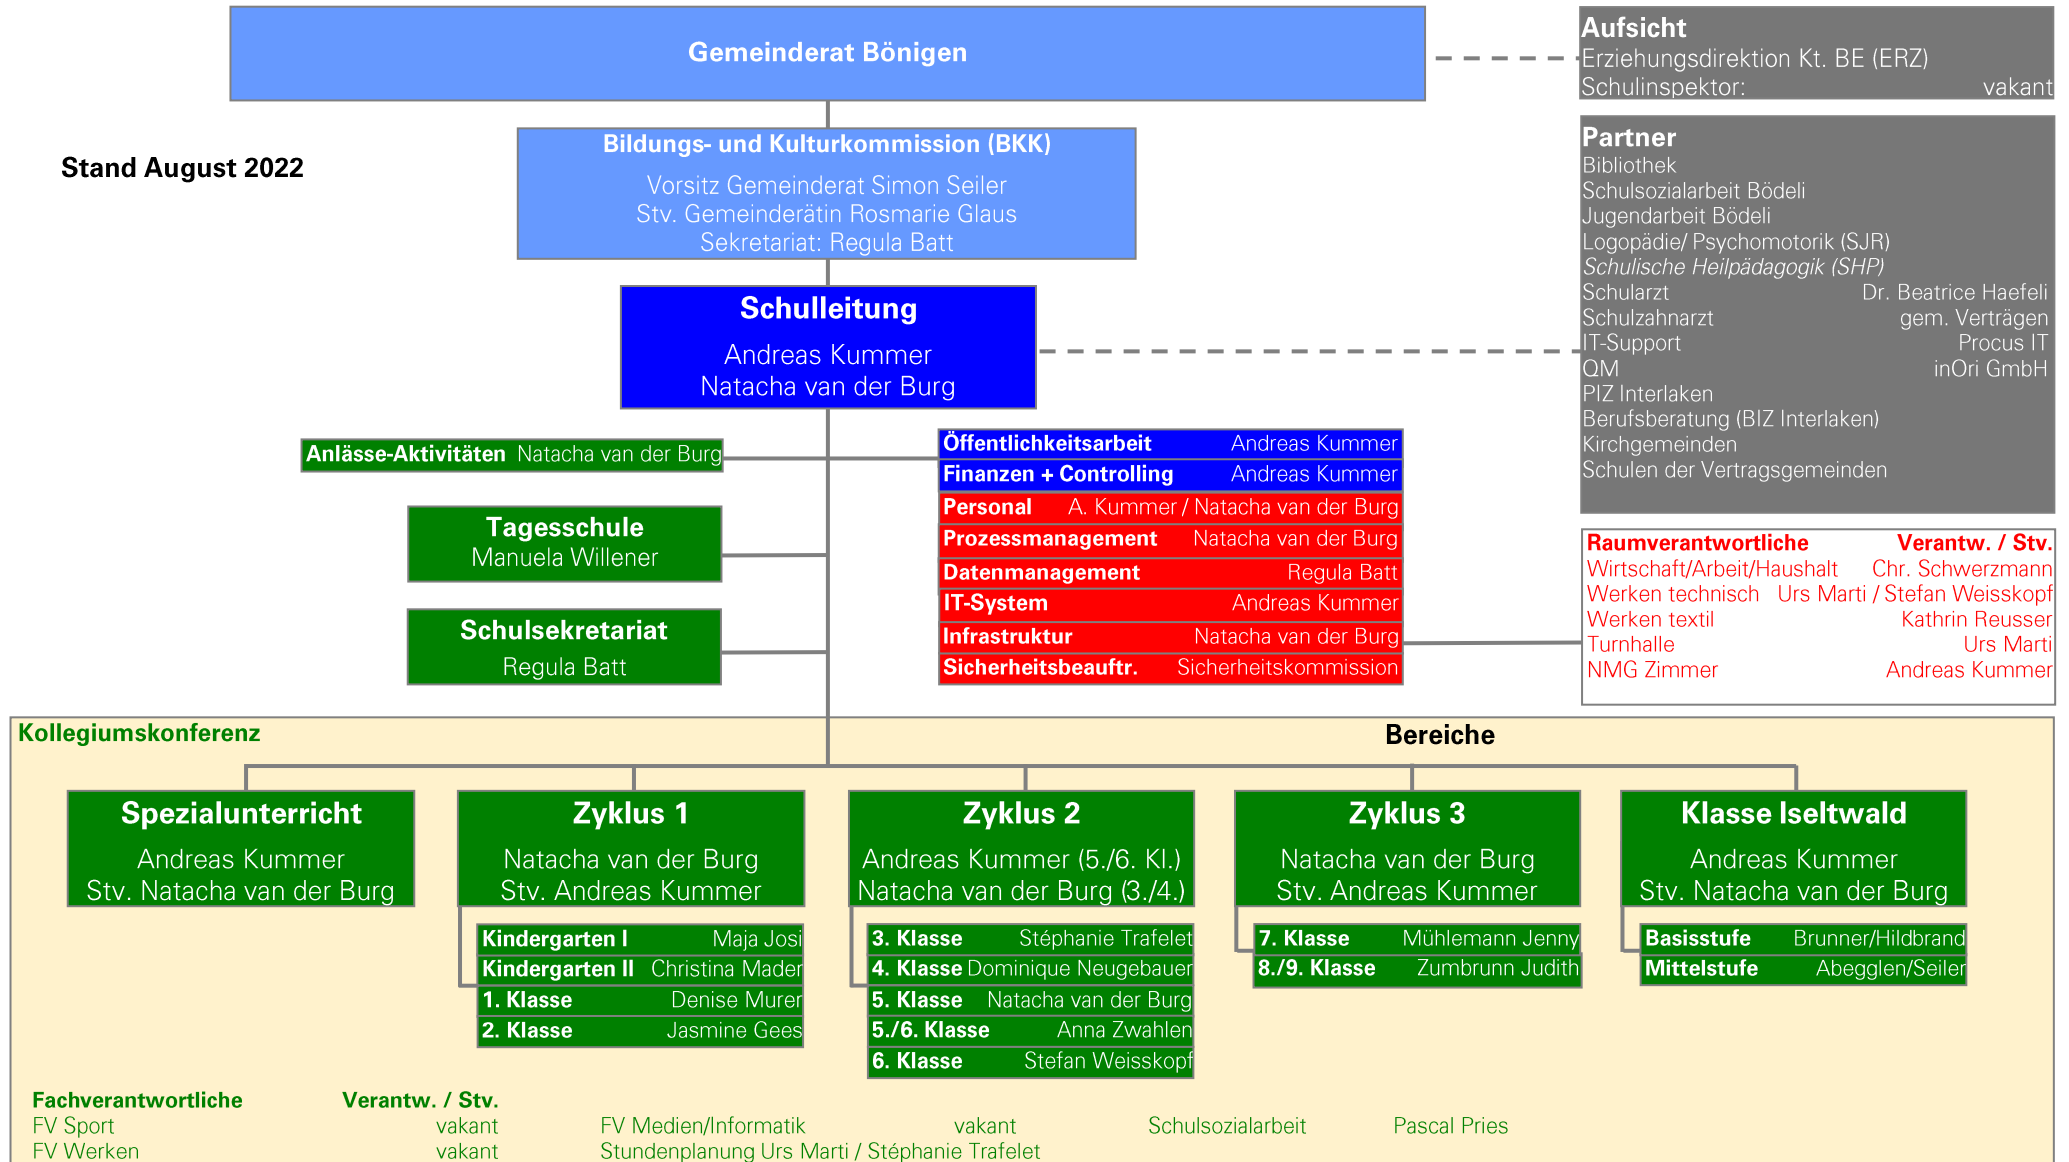 Gemeinderat Bönigen
Aufsicht
Erziehungsdirektion Kt. BE (ERZ)
Schulinspektor: vakant
Stand August 2022
Bildungs- und Kulturkommission (BKK)
Vorsitz Gemeinderat Simon Seiler
Stv. Gemeinderätin Rosmarie Glaus
Sekretariat: Regula Batt
Partner
Bibliothek
Schulsozialarbeit Bödeli
Jugendarbeit Bödeli
Logopädie/ Psychomotorik (SJR)
Schulische Heilpädagogik (SHP)
Schularzt Dr. Beatrice Haefeli
Schulzahnarzt gem. Verträgen
IT-Support Procus IT
QM inOri GmbH
PIZ Interlaken
Berufsberatung (BIZ Interlaken)
Kirchgemeinden
Schulen der Vertragsgemeinden
Schulleitung
Andreas Kummer
Natacha van der Burg
Anlässe-Aktivitäten Natacha van der Burg
Öffentlichkeitsarbeit Andreas Kummer
Finanzen + Controlling Andreas Kummer
Personal A. Kummer / Natacha van der Burg
Prozessmanagement Natacha van der Burg
Datenmanagement Regula Batt
IT-System Andreas Kummer
Infrastruktur Natacha van der Burg
Sicherheitsbeauftr. Sicherheitskommission
Tagesschule
Manuela Willener
Schulsekretariat
Regula Batt
Raumverantwortliche Verantw. / Stv.
Wirtschaft/Arbeit/Haushalt Chr. Schwerzmann
Werken technisch Urs Marti / Stefan Weisskopf
Werken textil Kathrin Reusser
Turnhalle Urs Marti
NMG Zimmer Andreas Kummer
Kollegiumskonferenz
Bereiche
Spezialunterricht
Andreas Kummer
Stv. Natacha van der Burg
Zyklus 1
Natacha van der Burg
Stv. Andreas Kummer
Kindergarten I Maja Josi
Kindergarten II Christina Mader
1. Klasse Denise Murer
2. Klasse Jasmine Gees
Zyklus 2
Andreas Kummer (5./6. Kl.)
Natacha van der Burg (3./4.)
3. Klasse Stéphanie Trafelet
4. Klasse Dominique Neugebauer
5. Klasse Natacha van der Burg
5./6. Klasse Anna Zwahlen
6. Klasse Stefan Weisskopf
Zyklus 3
Natacha van der Burg
Stv. Andreas Kummer
7. Klasse Mühlemann Jenny
8./9. Klasse Zumbrunn Judith
Klasse Iseltwald
Andreas Kummer
Stv. Natacha van der Burg
Basisstufe Brunner/Hildbrand
Mittelstufe Abegglen/Seiler
Fachverantwortliche Verantw. / Stv.
FV Sport vakant FV Medien/Informatik vakant Schulsozialarbeit Pascal Pries
FV Werken vakant Stundenplanung Urs Marti / Stéphanie Trafelet